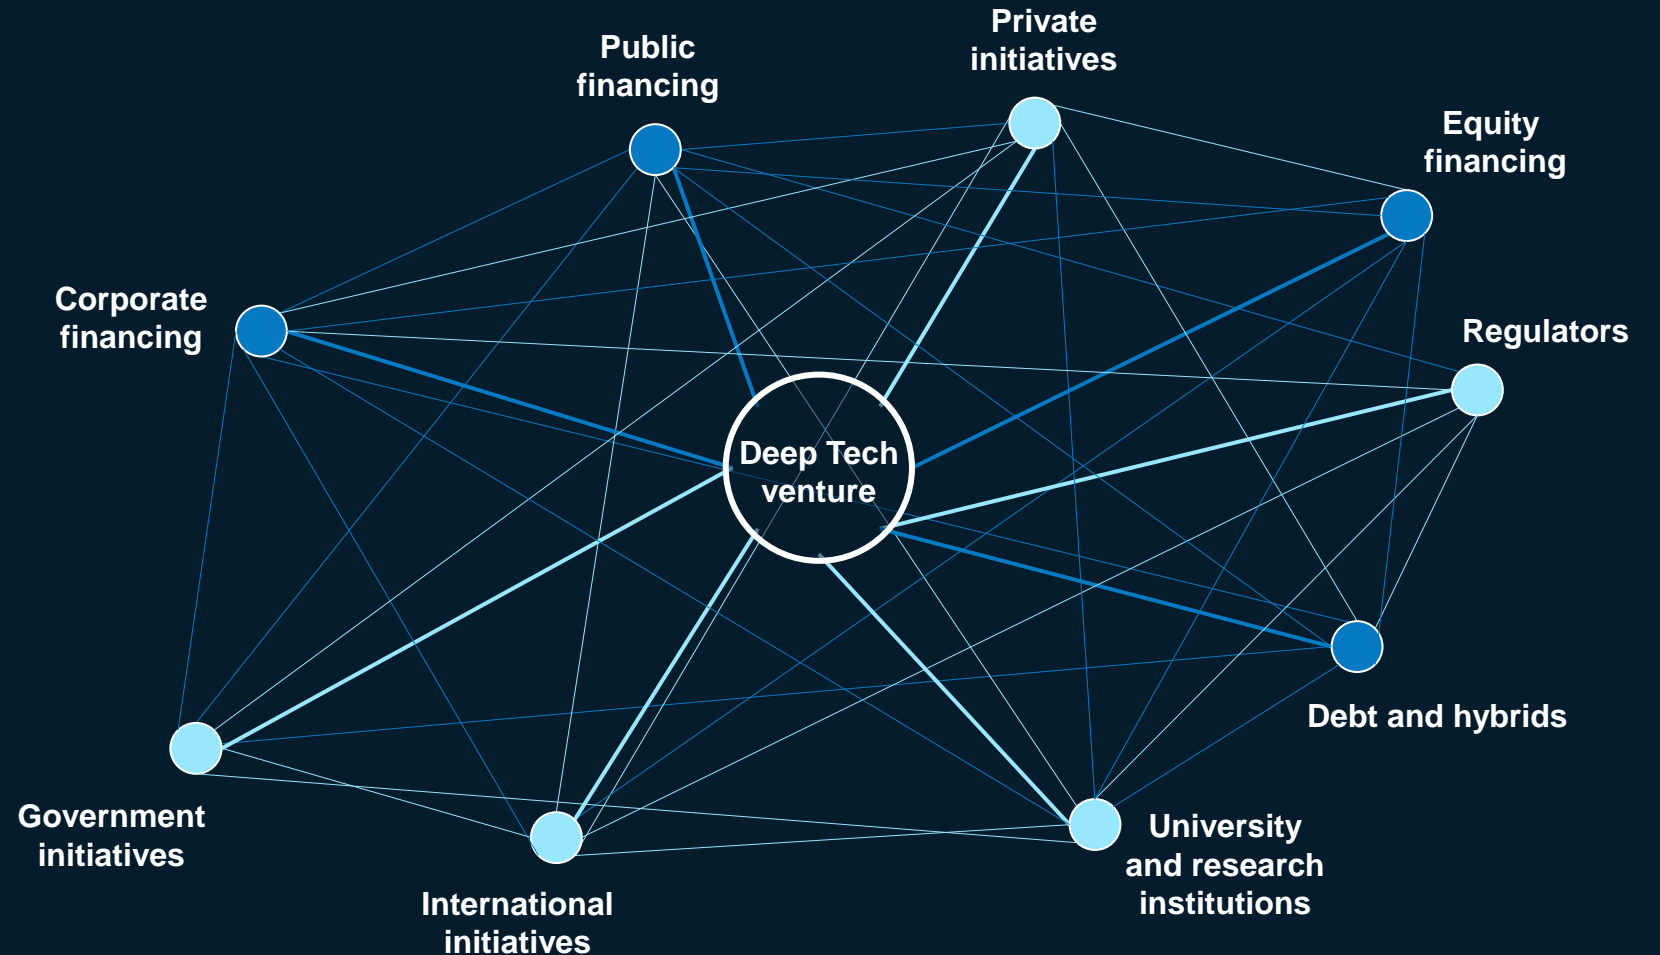 Private
initiatives
Public
financing
Equity
financing
Corporate
financing
Regulators
Deep Tech
venture
Debt and hybrids
Government
initiatives
University
and research
institutions
International
initiatives